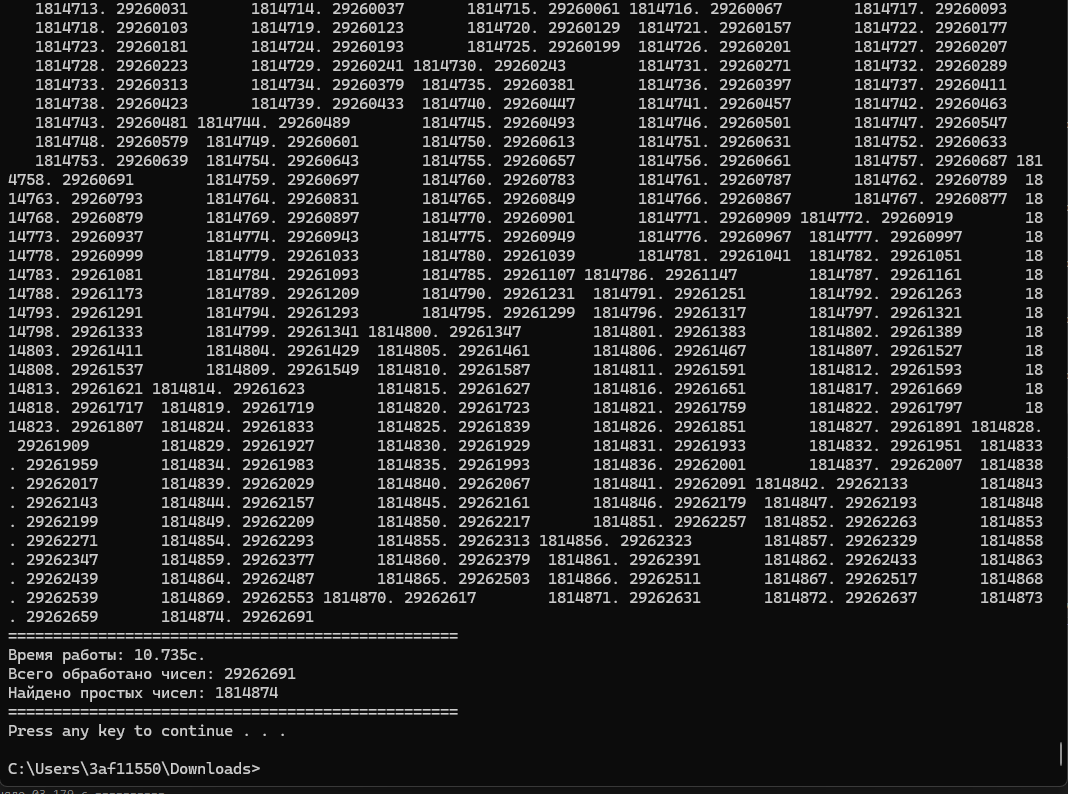 1814713. 29260031 1814714. 29260037 1814715. 29260061 1814716. 29260067 1814717. 29260093
1814718. 29260103 1814719. 29260123 1814720. 29260129 1814721. 29260157 1814722. 29260177
1814723. 29260181 1814724. 29260193 1814725. 29260199 1814726. 29260201 1814727. 29260207
1814728. 29260223 1814729. 29260241 1814730. 29260243 1814731. 29260271 1814732. 29260289
1814733. 29260313 1814734. 29260379 1814735. 29260381 1814736. 29260397 1814737. 29260411
1814738. 29260423 1814739. 29260433 1814740. 29260447 1814741. 29260457 1814742. 29260463
1814743. 29260481 1814744. 29260489 1814745. 29260493 1814746. 29260501 1814747. 29260547
1814748. 29260579 1814749. 29260601 1814750. 29260613 1814751. 29260631 1814752. 29260633
1814753. 29260639 1814754. 29260643 1814755. 29260657 1814756. 29260661 1814757. 29260687 181
4758. 29260691 1814759. 29260697 1814760. 29260783 1814761. 29260787 1814762. 29260789 18
14763. 29260793 1814764. 29260831 1814765. 29260849 1814766. 29260867 1814767. 29260877 18
14768. 29260879 1814769. 29260897 1814770. 29260901 1814771. 29260909 1814772. 29260919 18
14773. 29260937 1814774. 29260943 1814775. 29260949 1814776. 29260967 1814777. 29260997 18
14778. 29260999 1814779. 29261033 1814780. 29261039 1814781. 29261041 1814782. 29261051 18
14783. 29261081 1814784. 29261093 1814785. 29261107 1814786. 29261147 1814787. 29261161 18
14788. 29261173 1814789. 29261209 1814790. 29261231 1814791. 29261251 1814792. 29261263 18
14793. 29261291 1814794. 29261293 1814795. 29261299 1814796. 29261317 1814797. 29261321 18
14798. 29261333 1814799. 29261341 1814800. 29261347 1814801. 29261383 1814802. 29261389 18
14803. 29261411 1814804. 29261429 1814805. 29261461 1814806. 29261467 1814807. 29261527 18
14808. 29261537 1814809. 29261549 1814810. 29261587 1814811. 29261591 1814812. 29261593 18
14813. 29261621 1814814. 29261623 1814815. 29261627 1814816. 29261651 1814817. 29261669 18
14818. 29261717 1814819. 29261719 1814820. 29261723 1814821. 29261759 1814822. 29261797 18
14823. 29261807 1814824. 29261833 1814825. 29261839 1814826. 29261851 1814827. 29261891 1814828.
29261909 1814829. 29261927 1814830. 29261929 1814831. 29261933 1814832. 29261951 1814833
. 29261959 1814834. 29261983 1814835. 29261993 1814836. 29262001 1814837. 29262007 1814838
. 29262017 1814839. 29262029 1814840. 29262067 1814841. 29262091 1814842. 29262133 1814843
. 29262143 1814844. 29262157 1814845. 29262161 1814846. 29262179 1814847. 29262193 1814848
. 29262199 1814849. 29262209 1814850. 29262217 1814851. 29262257 1814852. 29262263 1814853
. 29262271 1814854. 29262293 1814855. 29262313 1814856. 29262323 1814857. 29262329 1814858
. 29262347 1814859. 29262377 1814860. 29262379 1814861. 29262391 1814862. 29262433 1814863
. 29262439 1814864. 29262487 1814865. 29262503 1814866. 29262511 1814867. 29262517 1814868
. 29262539 1814869. 29262553 1814870. 29262617 1814871. 29262631 1814872. 29262637 1814873
. 29262659 1814874. 29262691
==================================================
Время работы: 10.735с.
Всего обработано чисел: 29262691
Найдено простых чисел: 1814874
==================================================
Press any key to continue . . .
C:\Users\3af11550\Downloads>